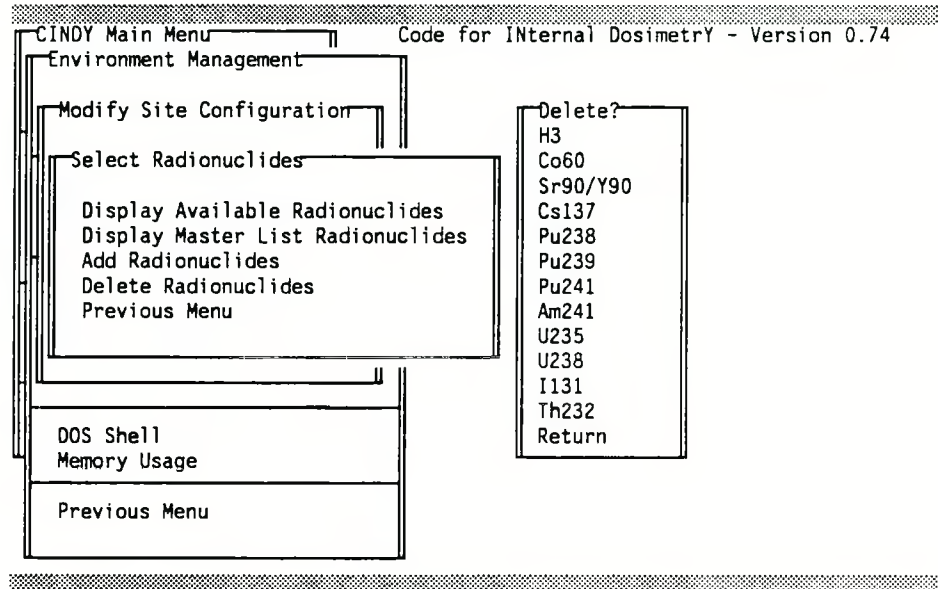 CINDY Main Menu
Code for INternal DosimetrY - Version 0.74
Environment Management
Modify Site Configuration
Select Radionuclides
Display Available Radionuclides
Display Master List Radionuclides
Add Radionuclides
Delete Radionuclides
Previous Menu
DOS Shell
Memory Usage
Previous Menu
Delete?
H3
Co60
Sr90/Y90
Cs137
Pu238
Pu239
Pu241
Am241
U235
U238
I131
Th232
Return